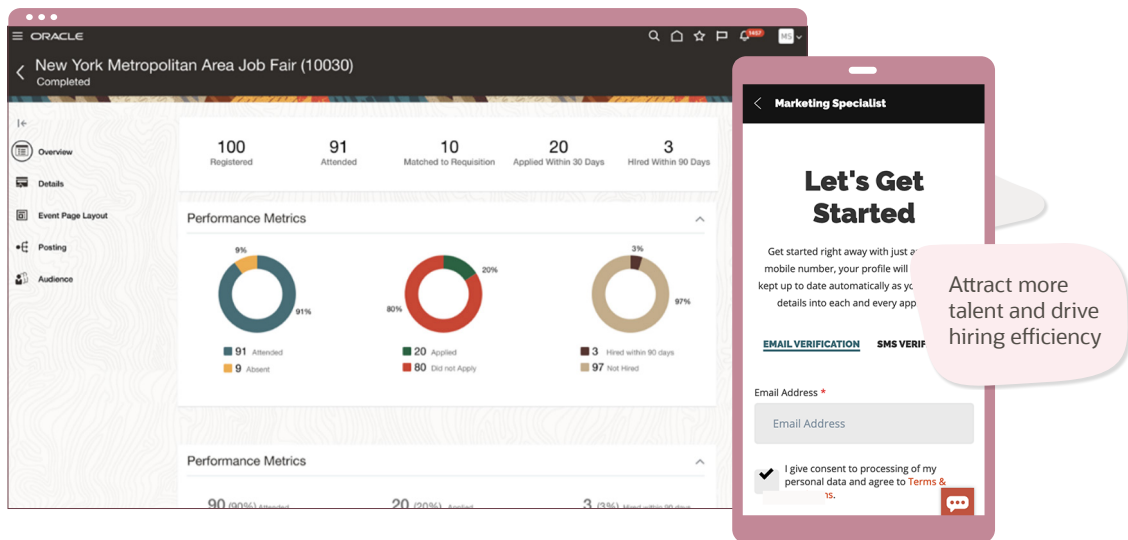 ORACLE
1407
MS
New York Metropolitan Area Job Fair (10030)
Completed
Overview
Details
Event Page Layout
Posting
Audience
100
Registered
91
Attended
10
Matched to Requisition
20
Applied Within 30 Days
3
Hired Within 90 Days
Performance Metrics
9%
91%
91 Attended
9 Absent
20%
80%
20 Applied
80 Did not Apply
3%
97%
3 Hired within 90 days
97 Not Hired
Performance Metrics
90 (90%) Attended
20 (20%) Applied
3 (3%) Hired within 90 days
Marketing Specialist
Let's Get
Started
Get started right away with just
mobile number, your profile will
kept up to date automatically as
details into each and every
EMAIL VERIFICATION
SMS
Email Address *
Email Address
I give consent to processing of my
personal data and agree to Terms &
Attract more
talent and drive
hiring efficiency